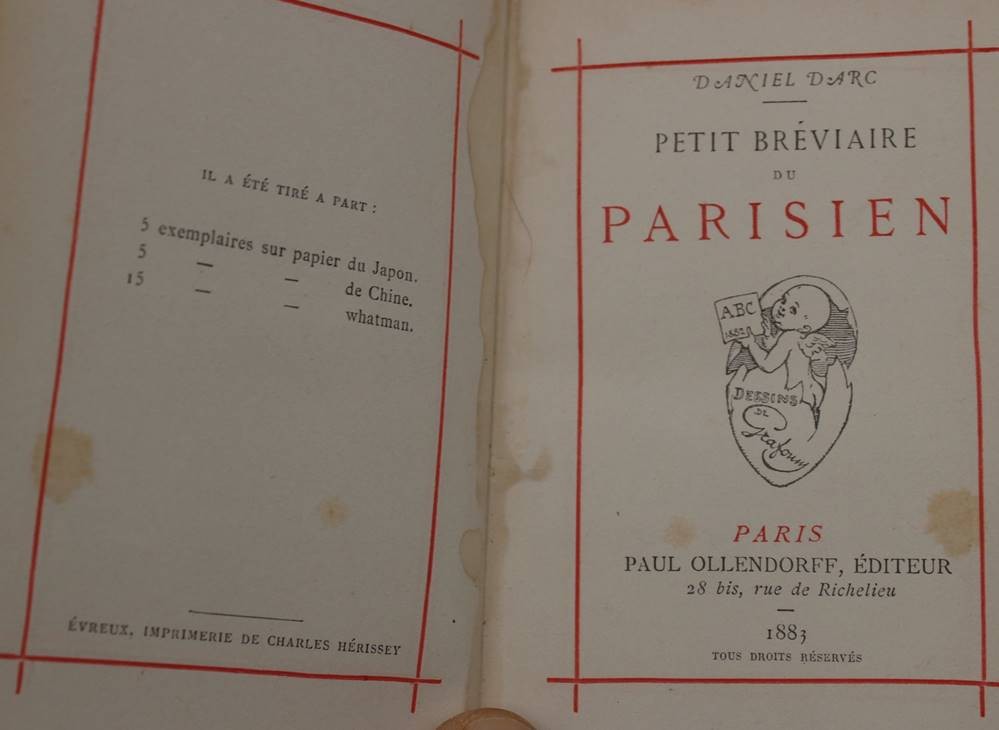 IL A ÉTÉ TIRÉ A PART :
5 exemplaires sur papier du Japon.
5 — — de Chine.
15 — — whatman.
ÉVREUX, IMPRIMERIE DE CHARLES HÉRISSEY
DANIEL DARC
PETIT BRÉVIAIRE
DU
PARISIEN
ABC
DESSINS
DE
PARIS
PAUL OLLENDORFF, ÉDITEUR
28 bis, rue de Richelieu
1883
TOUS DROITS RÉSERVÉS